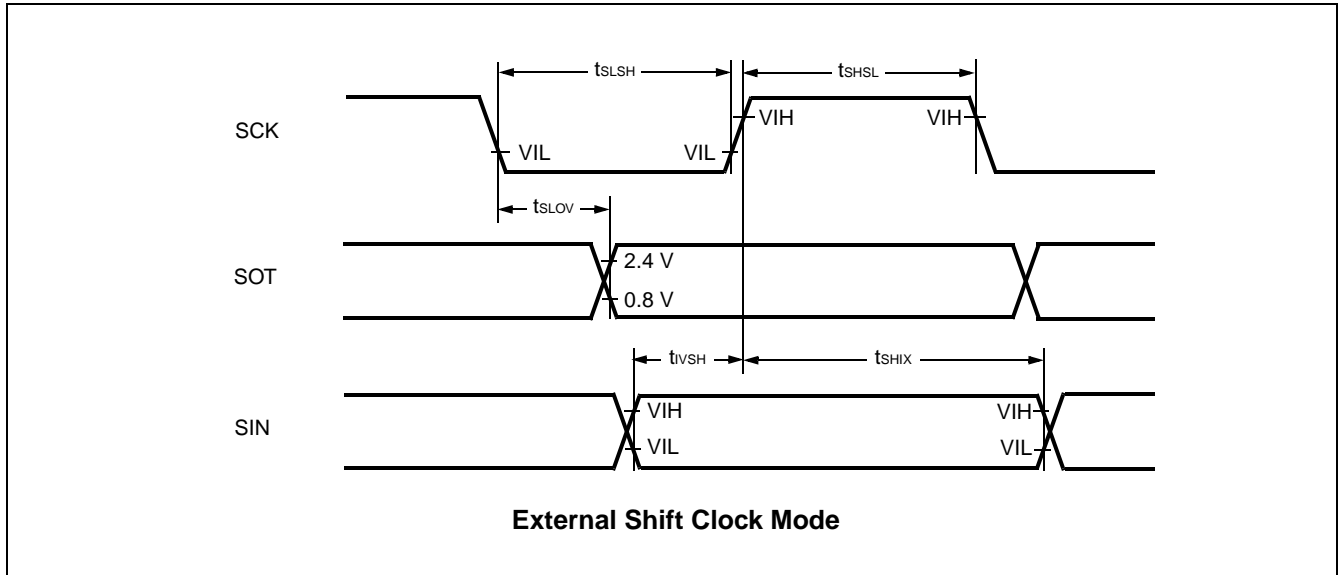 tSLSH tSHSL
SCK VIH VIH
VIL VIL
tSLOV
SOT 2.4 V
0.8 V
tIVSH tSHIX
SIN VIH VIH
VIL VIL
External Shift Clock Mode